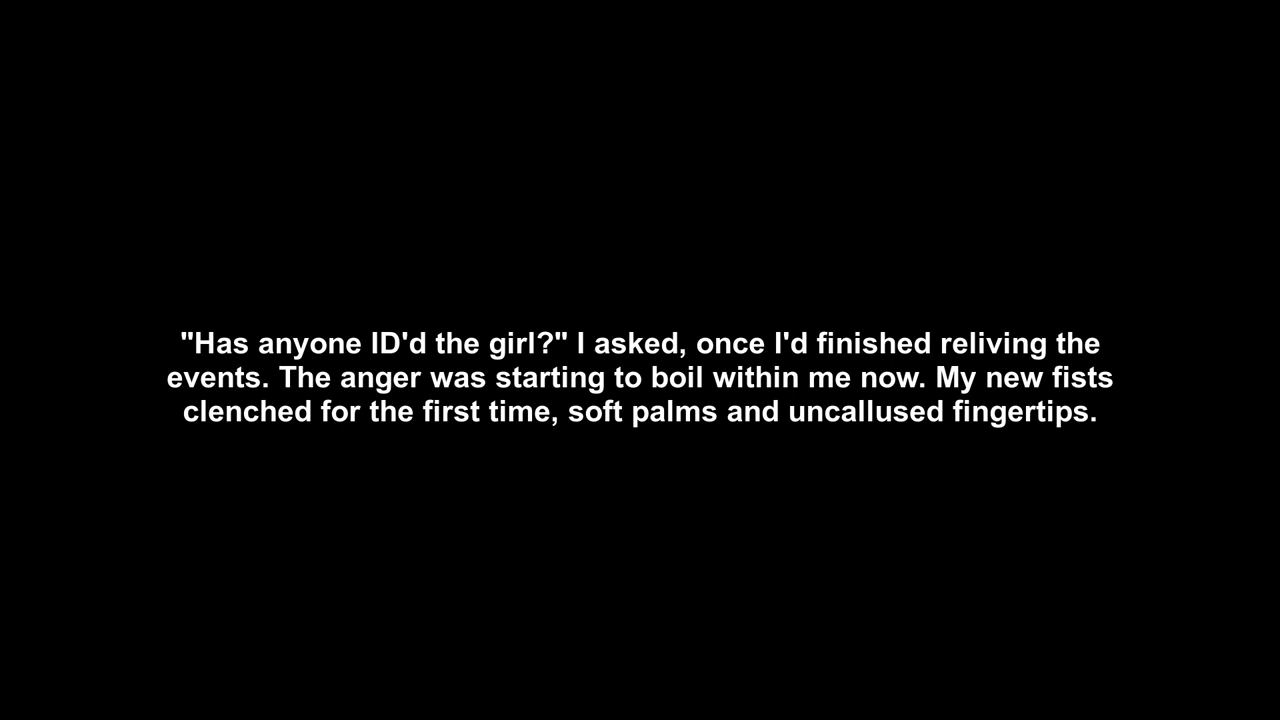 "Has anyone ID'd the girl?" I asked, once I'd finished reliving the
events. The anger was starting to boil within me now. My new fists
clenched for the first time, soft palms and uncallused fingertips.